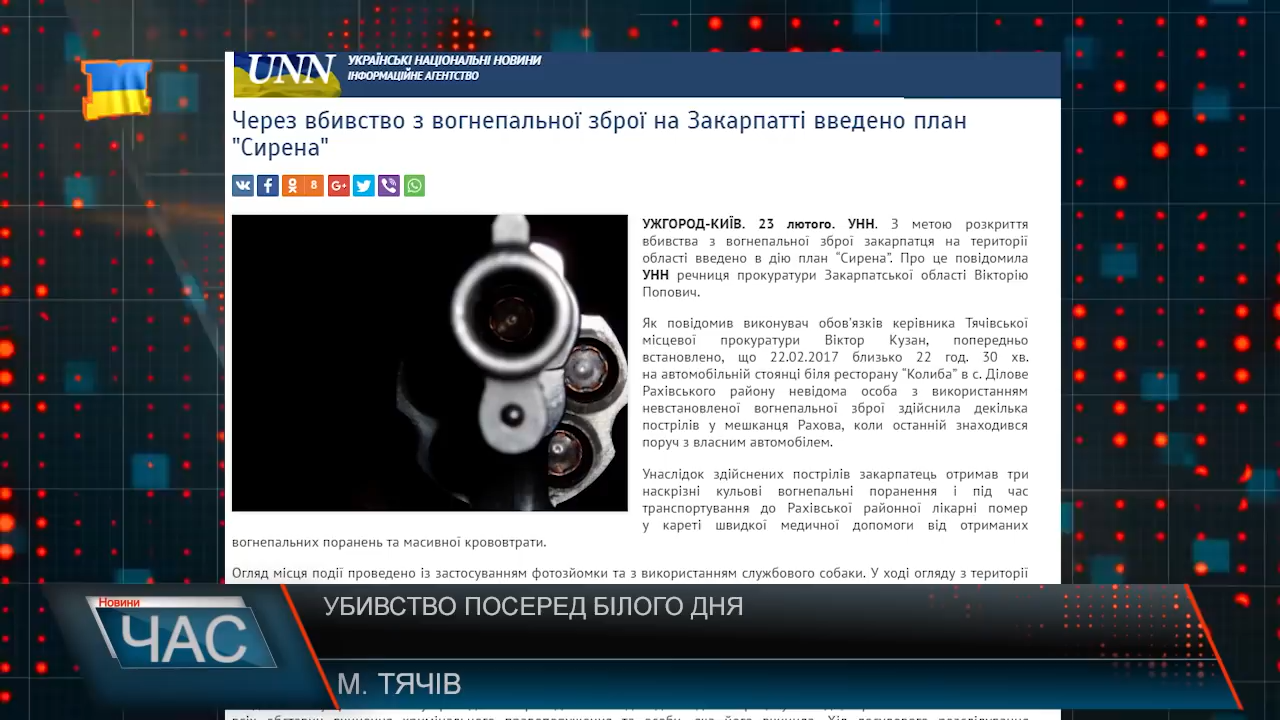 UNN
УКРАЇНСЬКІ НАЦІОНАЛЬНІ НОВИНИ
ІНФОРМАЦІЙНЕ АГЕНТСТВО
Через вбивство з вогнепальної зброї на Закарпатті введено план
"Сирена"
8
G+
УЖГОРОД-КИЇВ. 23 лютого. УНН. З метою розкриття
вбивства з вогнепальної зброї закарпатця на території
області введено в дію план “Сирена”. Про це повідомила
УНН речниця прокуратури Закарпатської області Вікторію
Попович.
Як повідомив виконувач обов’язків керівника Тячівської
місцевої прокуратури Віктор Кузан, попередньо
встановлено, що 22.02.2017 близько 22 год. 30 хв.
на автомобільній стоянці біля ресторану “Колиба” в с. Ділове
Рахівського району невідома особа з використанням
невстановленої вогнепальної зброї здійснила декілька
пострілів у мешканця Рахова, коли останній знаходився
поруч з власним автомобілем.
Унаслідок здійснених пострілів закарпатець отримав три
наскрізні кульові вогнепальні поранення і під час
транспортування до Рахівської районної лікарні помер
у кареті швидкої медичної допомоги від отриманих
вогнепальних поранень та масивної крововтрати.
Огляд місця події проведено із застосуванням фотозйомки та з використанням службового собаки. У ході огляду з території
Новини
ЧАС
УБИВСТВО ПОСЕРЕД БІЛОГО ДНЯ
М. ТЯЧІВ